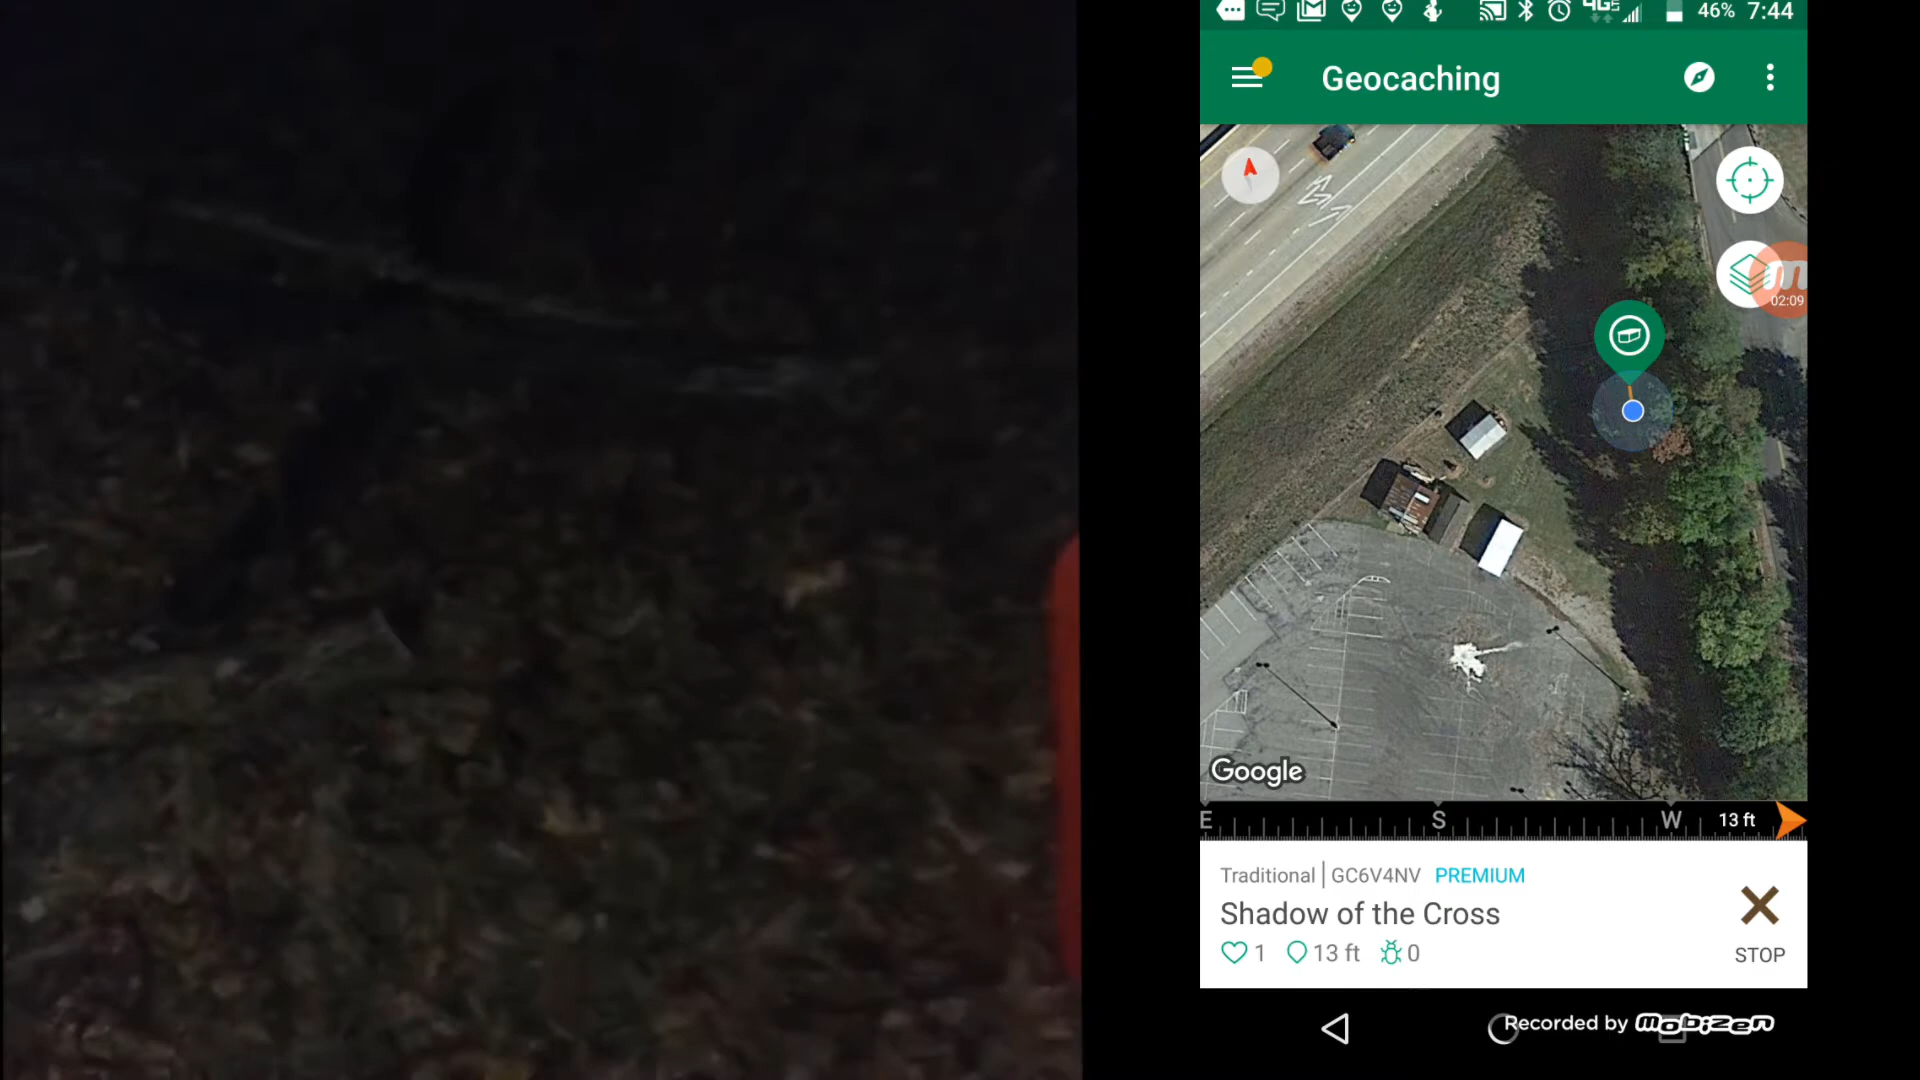 4G
46% 7:44
Geocaching
02:09
Google
E S W 13 ft
Traditional | GC6V4NV PREMIUM
Shadow of the Cross
1 13 ft 0
STOP
Recorded by mobizen